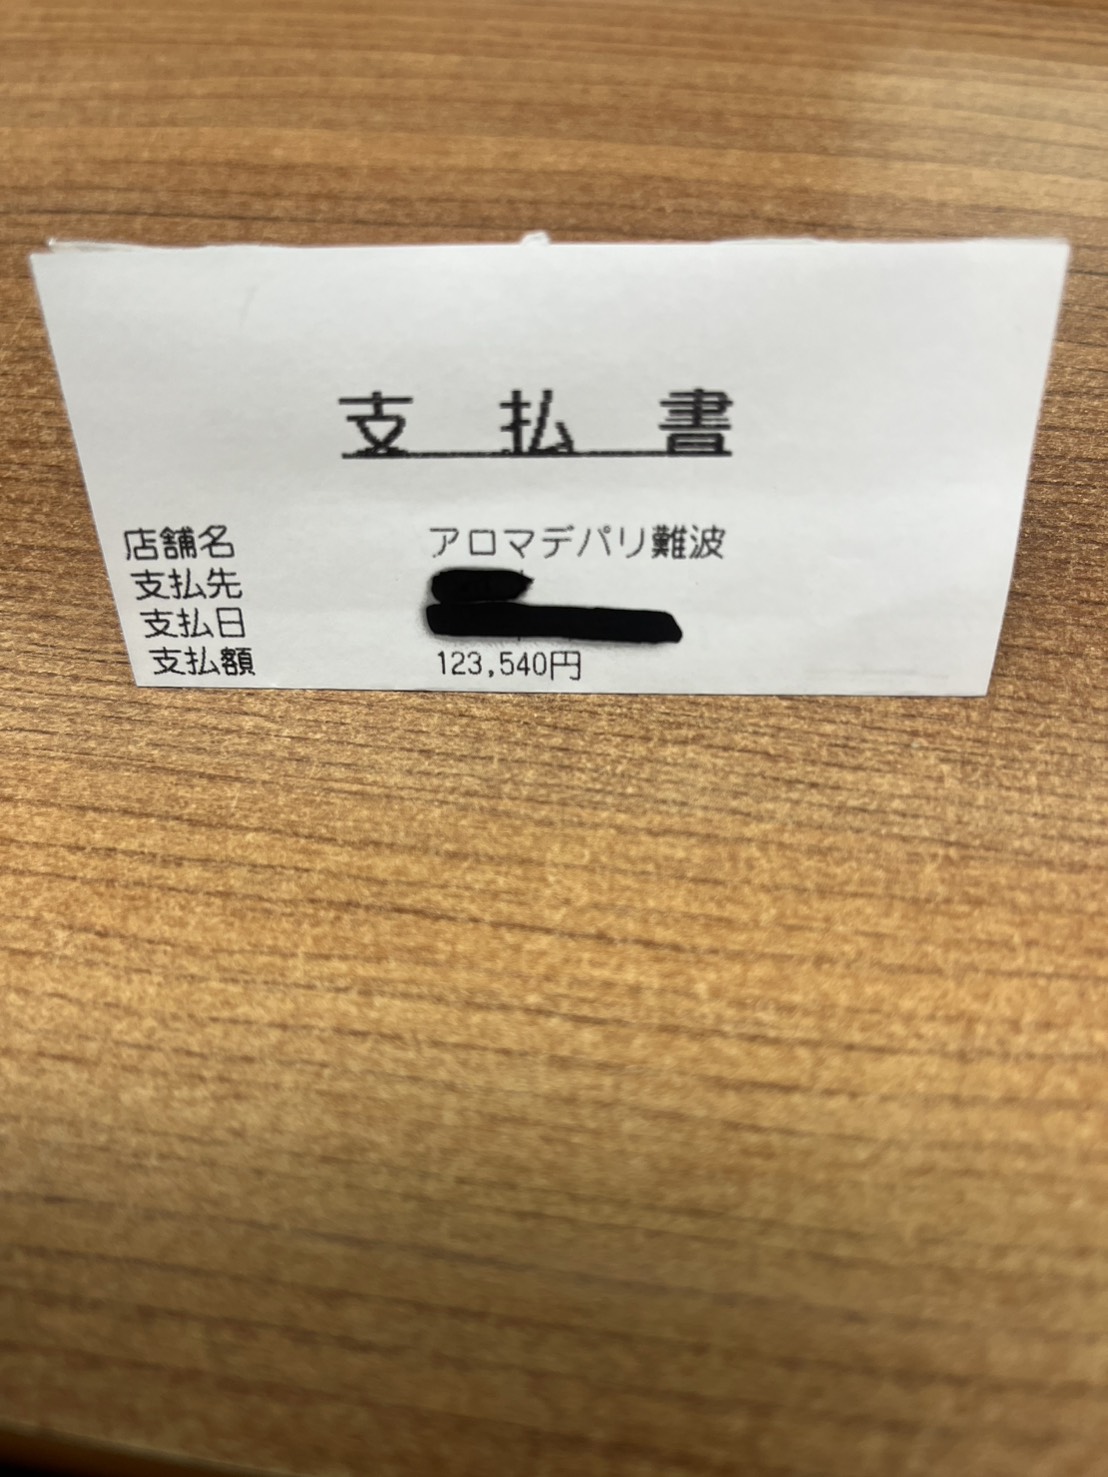 支払書
店舗名 アロマデパリ難波
支払先
支払日
支払額 123,540円